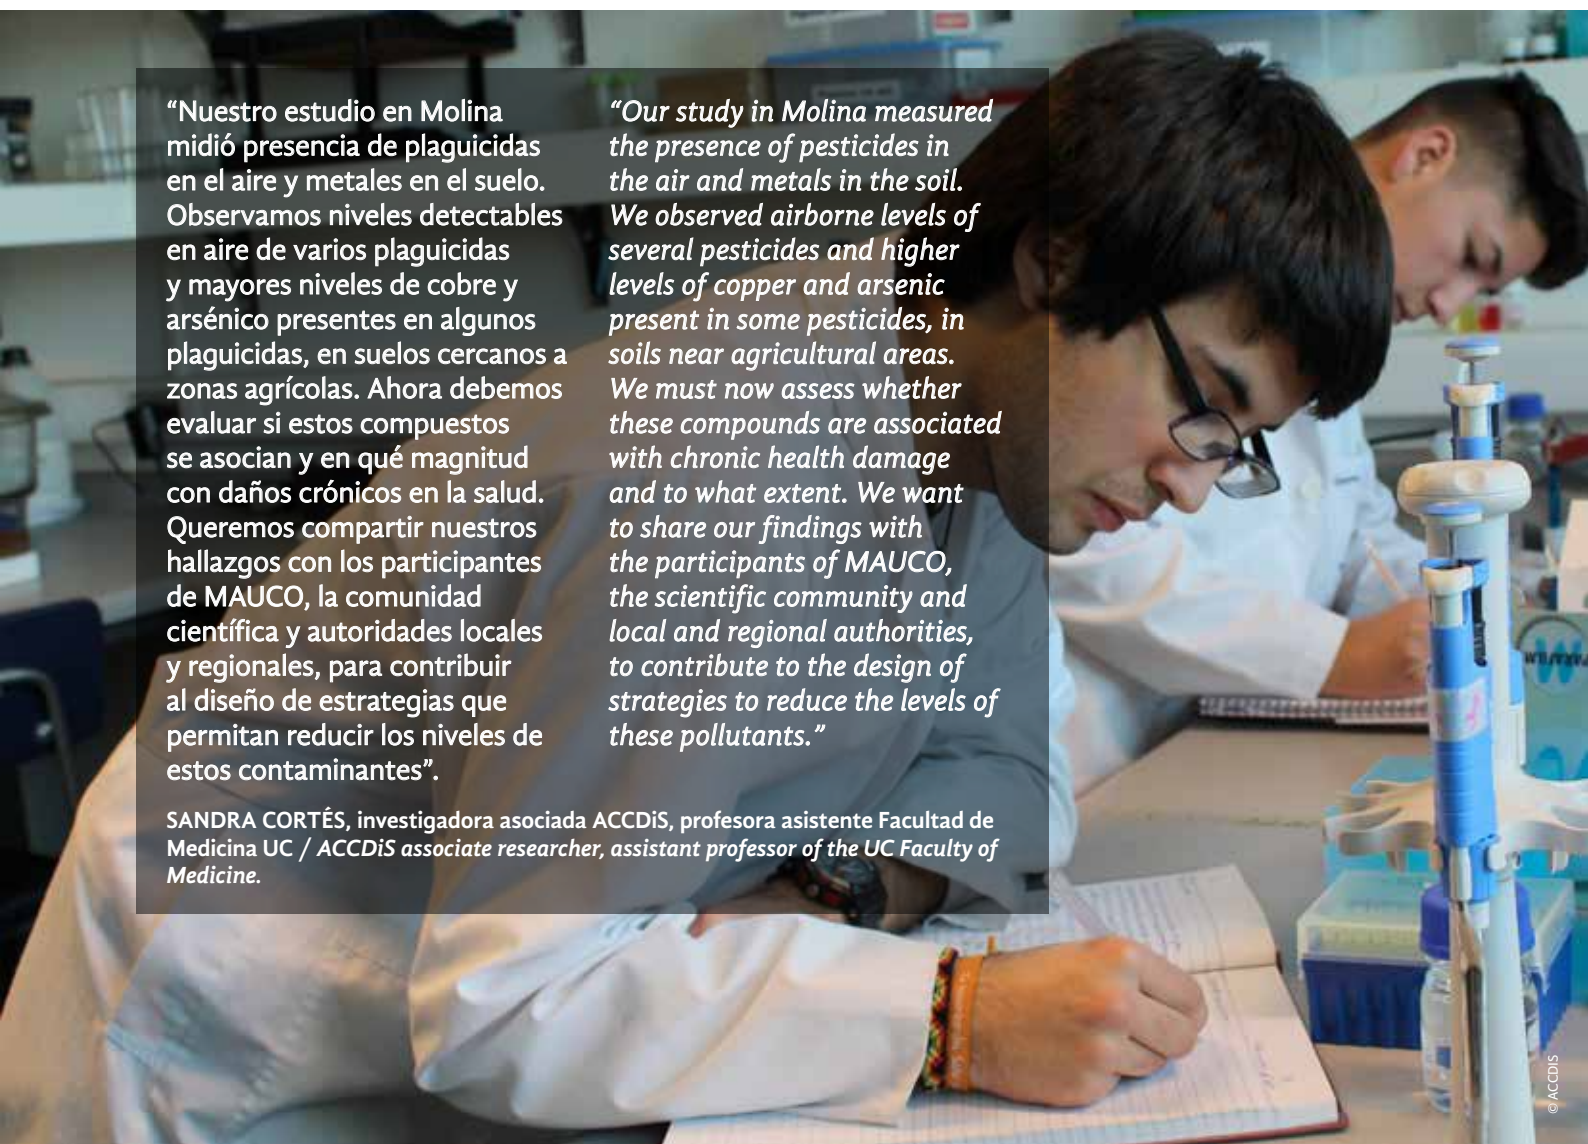 “Nuestro estudio en Molina
midió presencia de plaguicidas
en el aire y metales en el suelo.
Observamos niveles detectables
en aire de varios plaguicidas
y mayores niveles de cobre y
arsénico presentes en algunos
plaguicidas, en suelos cercanos a
zonas agrícolas. Ahora debemos
evaluar si estos compuestos
se asocian y en qué magnitud
con daños crónicos en la salud.
Queremos compartir nuestros
hallazgos con los participantes
de MAUCO, la comunidad
científica y autoridades locales
y regionales, para contribuir
al diseño de estrategias que
permitan reducir los niveles de
estos contaminantes”.
“Our study in Molina measured
the presence of pesticides in
the air and metals in the soil.
We observed airborne levels of
several pesticides and higher
levels of copper and arsenic
present in some pesticides, in
soils near agricultural areas.
We must now assess whether
these compounds are associated
with chronic health damage
and to what extent. We want
to share our findings with
the participants of MAUCO,
the scientific community and
local and regional authorities,
to contribute to the design of
strategies to reduce the levels of
these pollutants.”
SANDRA CORTÉS, investigadora asociada ACCDiS, profesora asistente Facultad de
Medicina UC / ACCDiS associate researcher, assistant professor of the UC Faculty of
Medicine.
© ACCDIS